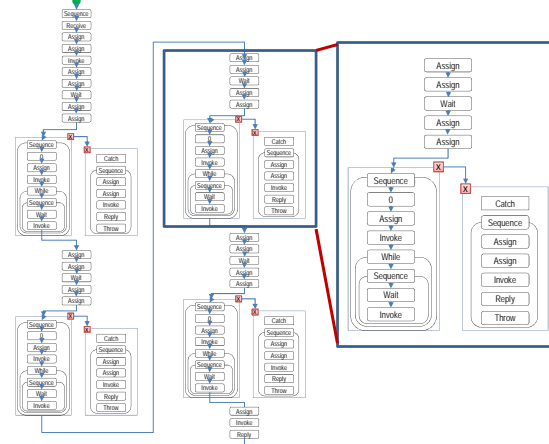 Sequence
Receive
Assign
Assign
Invoke
Assign
Assign
Wait
Assign
Assign
X
X
Sequence
0
Assign
Invoke
While
Sequence
Wait
Invoke
Catch
Sequence
Assign
Assign
Invoke
Reply
Throw
Assign
Assign
Wait
Assign
Assign
X
X
Sequence
0
Assign
Invoke
While
Sequence
Wait
Invoke
Catch
Sequence
Assign
Assign
Invoke
Reply
Throw
Assign
Assign
Wait
Assign
Assign
X
X
Sequence
0
Assign
Invoke
While
Sequence
Wait
Invoke
Catch
Sequence
Assign
Assign
Invoke
Reply
Throw
Assign
Assign
Wait
Assign
Assign
X
X
Sequence
0
Assign
Invoke
While
Sequence
Wait
Invoke
Catch
Sequence
Assign
Assign
Invoke
Reply
Throw
Assign
Invoke
Reply
Assign
Assign
Wait
Assign
Assign
X
X
Sequence
0
Assign
Invoke
While
Sequence
Wait
Invoke
Catch
Sequence
Assign
Assign
Invoke
Reply
Throw